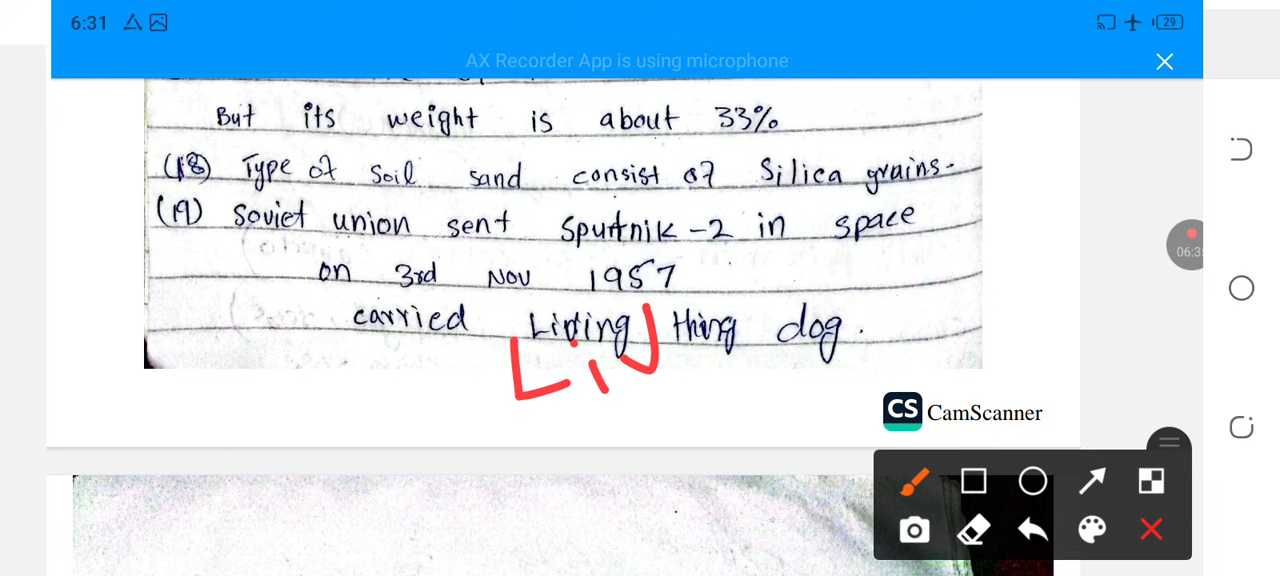 6:31
29
AX Recorder App is using microphone
But its weight is about 33%
(18) Type of Soil sand consist of Silica grains-
(19) Soviet union sent Sputnik-2 in space
on 3rd Nov 1957
carried Living thing dog.
CS CamScanner